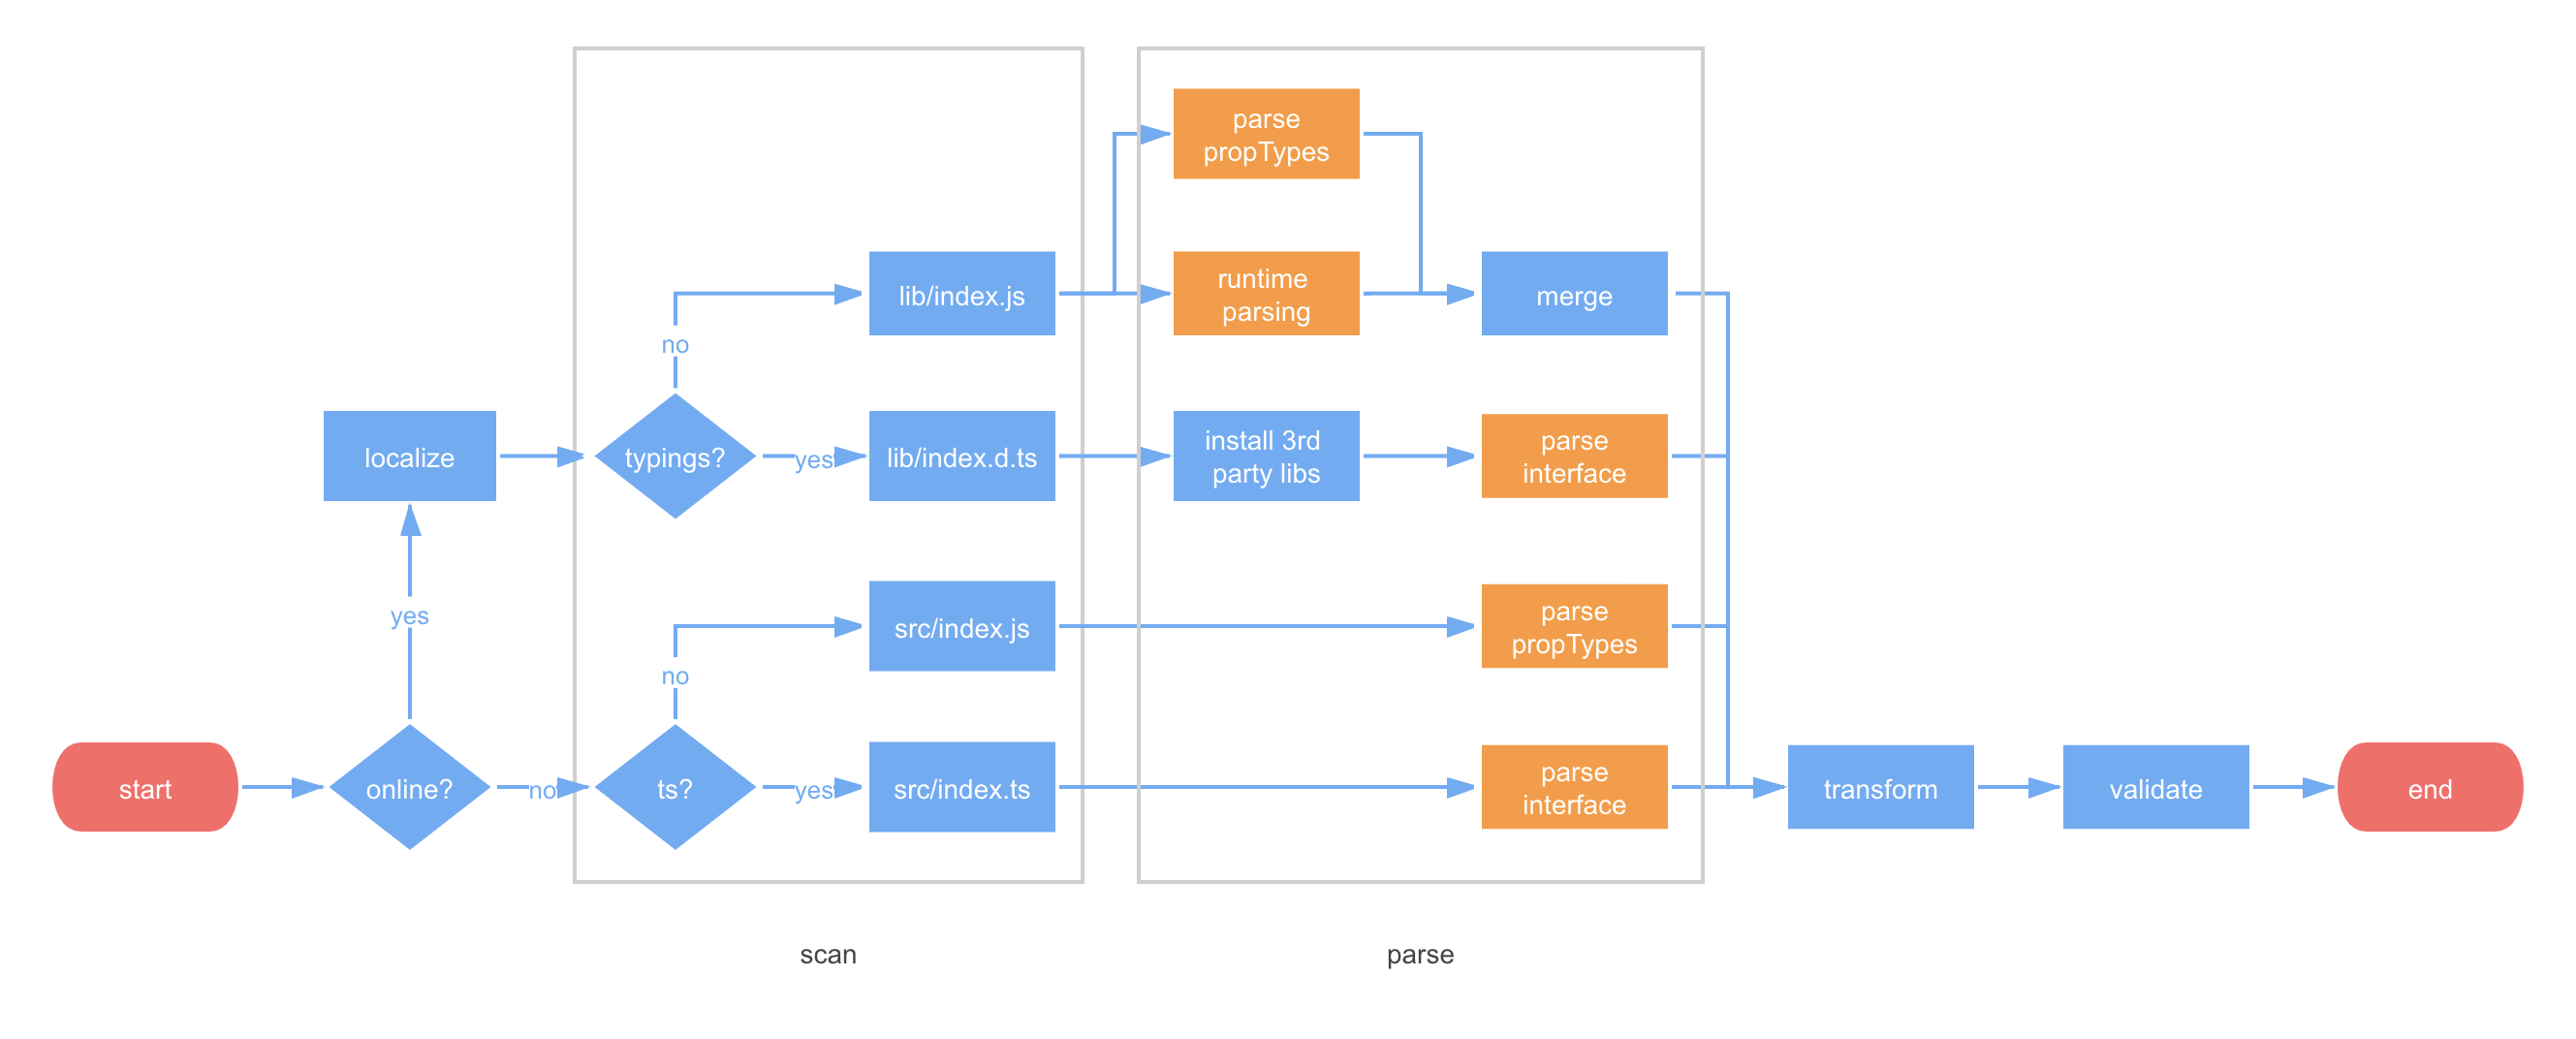 parse
propTypes
lib/index.js
runtime
parsing
merge
no
localize
typings?
yes
lib/index.d.ts
install 3rd
party libs
parse
interface
yes
no
src/index.js
parse
propTypes
start
online?
no
ts?
yes
src/index.ts
parse
interface
transform
validate
end
scan
parse